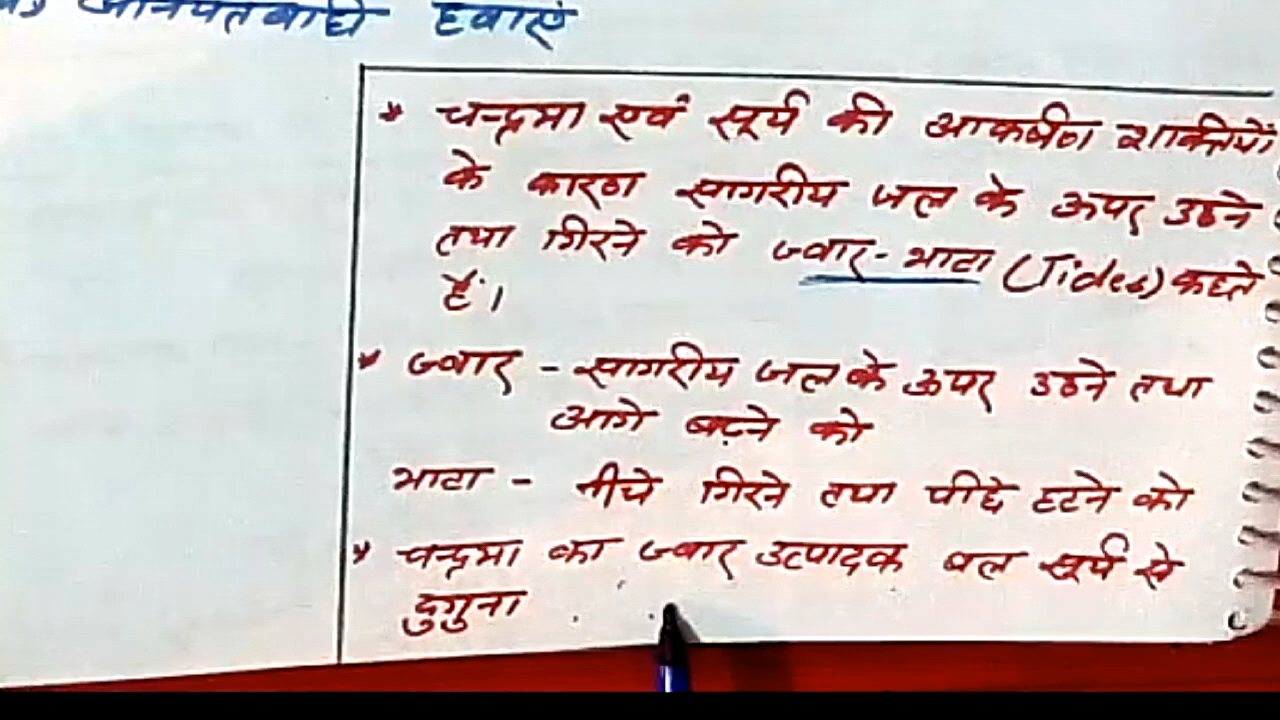 हवाएं
* चन्द्रमा एवं सूर्य की आकर्षण शक्तियों
के कारण सागरीय जल के ऊपर उठने
तथा गिरने को ज्वार-भाटा (Tides) कहते
हैं।
* ज्वार - सागरीय जल के ऊपर उठने तथा
आगे बढ़ने को
भाटा - नीचे गिरने तथा पीछे हटने को
* चन्द्रमा का ज्वार उत्पादक बल सूर्य से
दुगुना